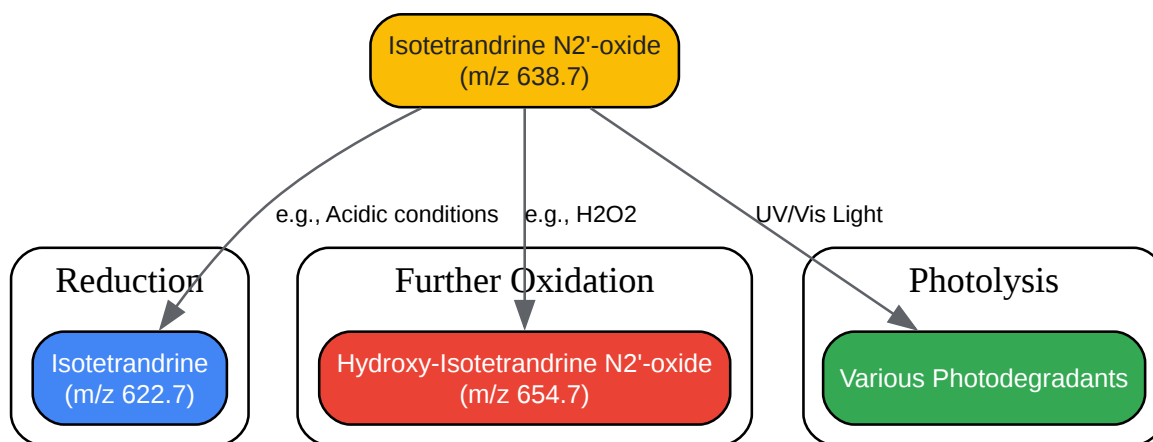 Isotetrandrine N2'-oxide
(m/z 638.7)
e.g., Acidic conditions
e.g., H2O2
UV/Vis Light
Reduction
Further Oxidation
Photolysis
Isotetrandrine
(m/z 622.7)
Hydroxy-Isotetrandrine N2'-oxide
(m/z 654.7)
Various Photodegradants